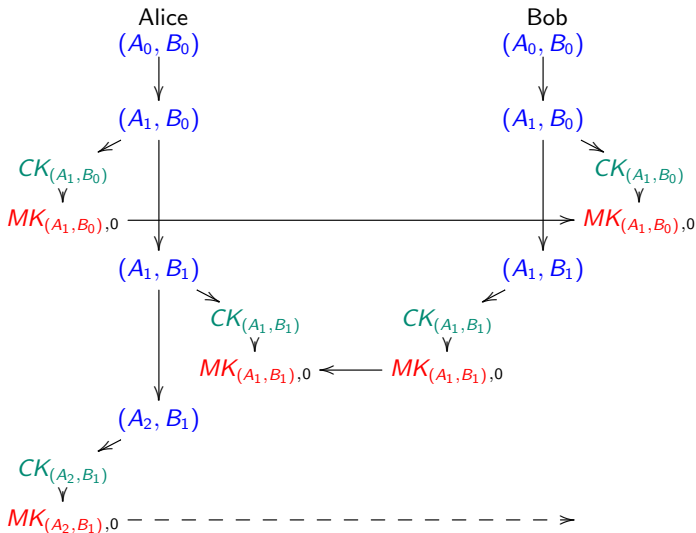 Alice Bob
(A₀, B₀) (A₀, B₀)
(A₁, B₀) (A₁, B₀)
CK₍A₁,B₀₎ CK₍A₁,B₀₎
MK₍A₁,B₀₎,₀ MK₍A₁,B₀₎,₀
(A₁, B₁) (A₁, B₁)
CK₍A₁,B₁₎ CK₍A₁,B₁₎
MK₍A₁,B₁₎,₀ MK₍A₁,B₁₎,₀
(A₂, B₁)
CK₍A₂,B₁₎
MK₍A₂,B₁₎,₀